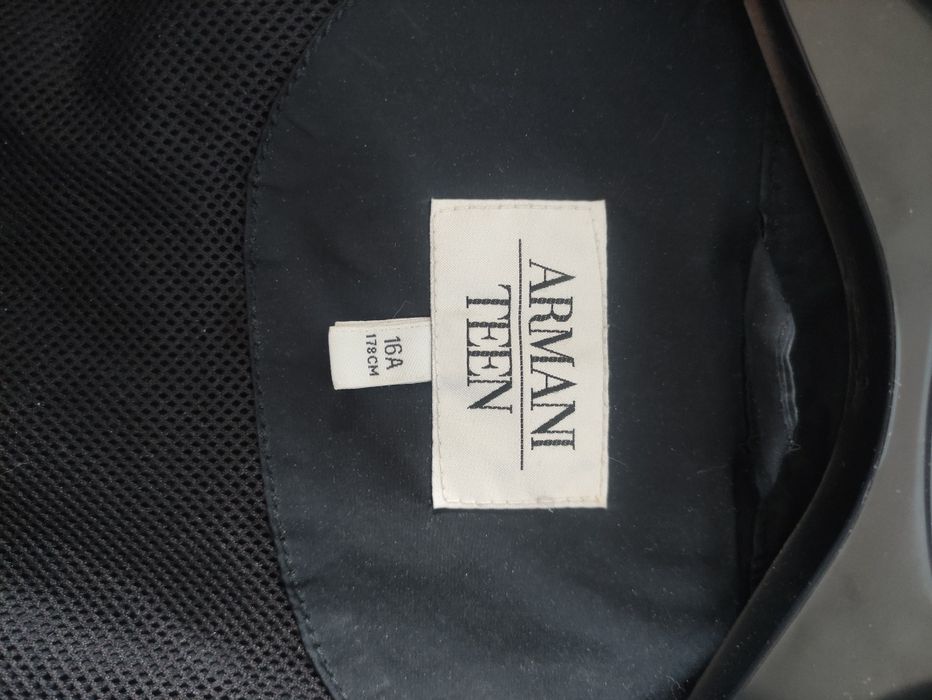 ARMANI
TEEN
16A
178CM